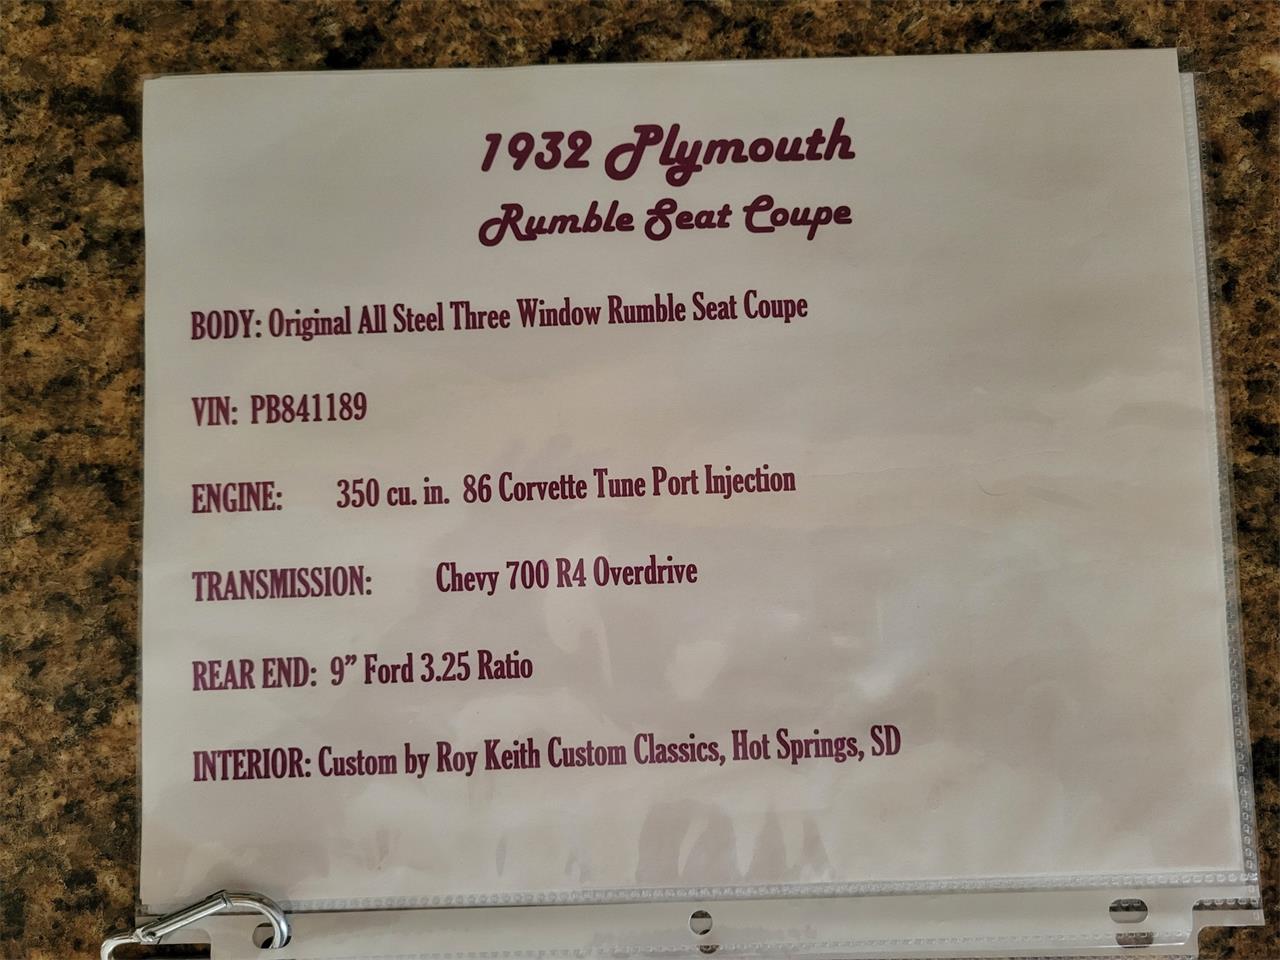 1932 Plymouth
Rumble Seat Coupe
BODY: Original All Steel Three Window Rumble Seat Coupe
VIN: PB841189
ENGINE: 350 cu. in. 86 Corvette Tune Port Injection
TRANSMISSION: Chevy 700 R4 Overdrive
REAR END: 9” Ford 3.25 Ratio
INTERIOR: Custom by Roy Keith Custom Classics, Hot Springs, SD